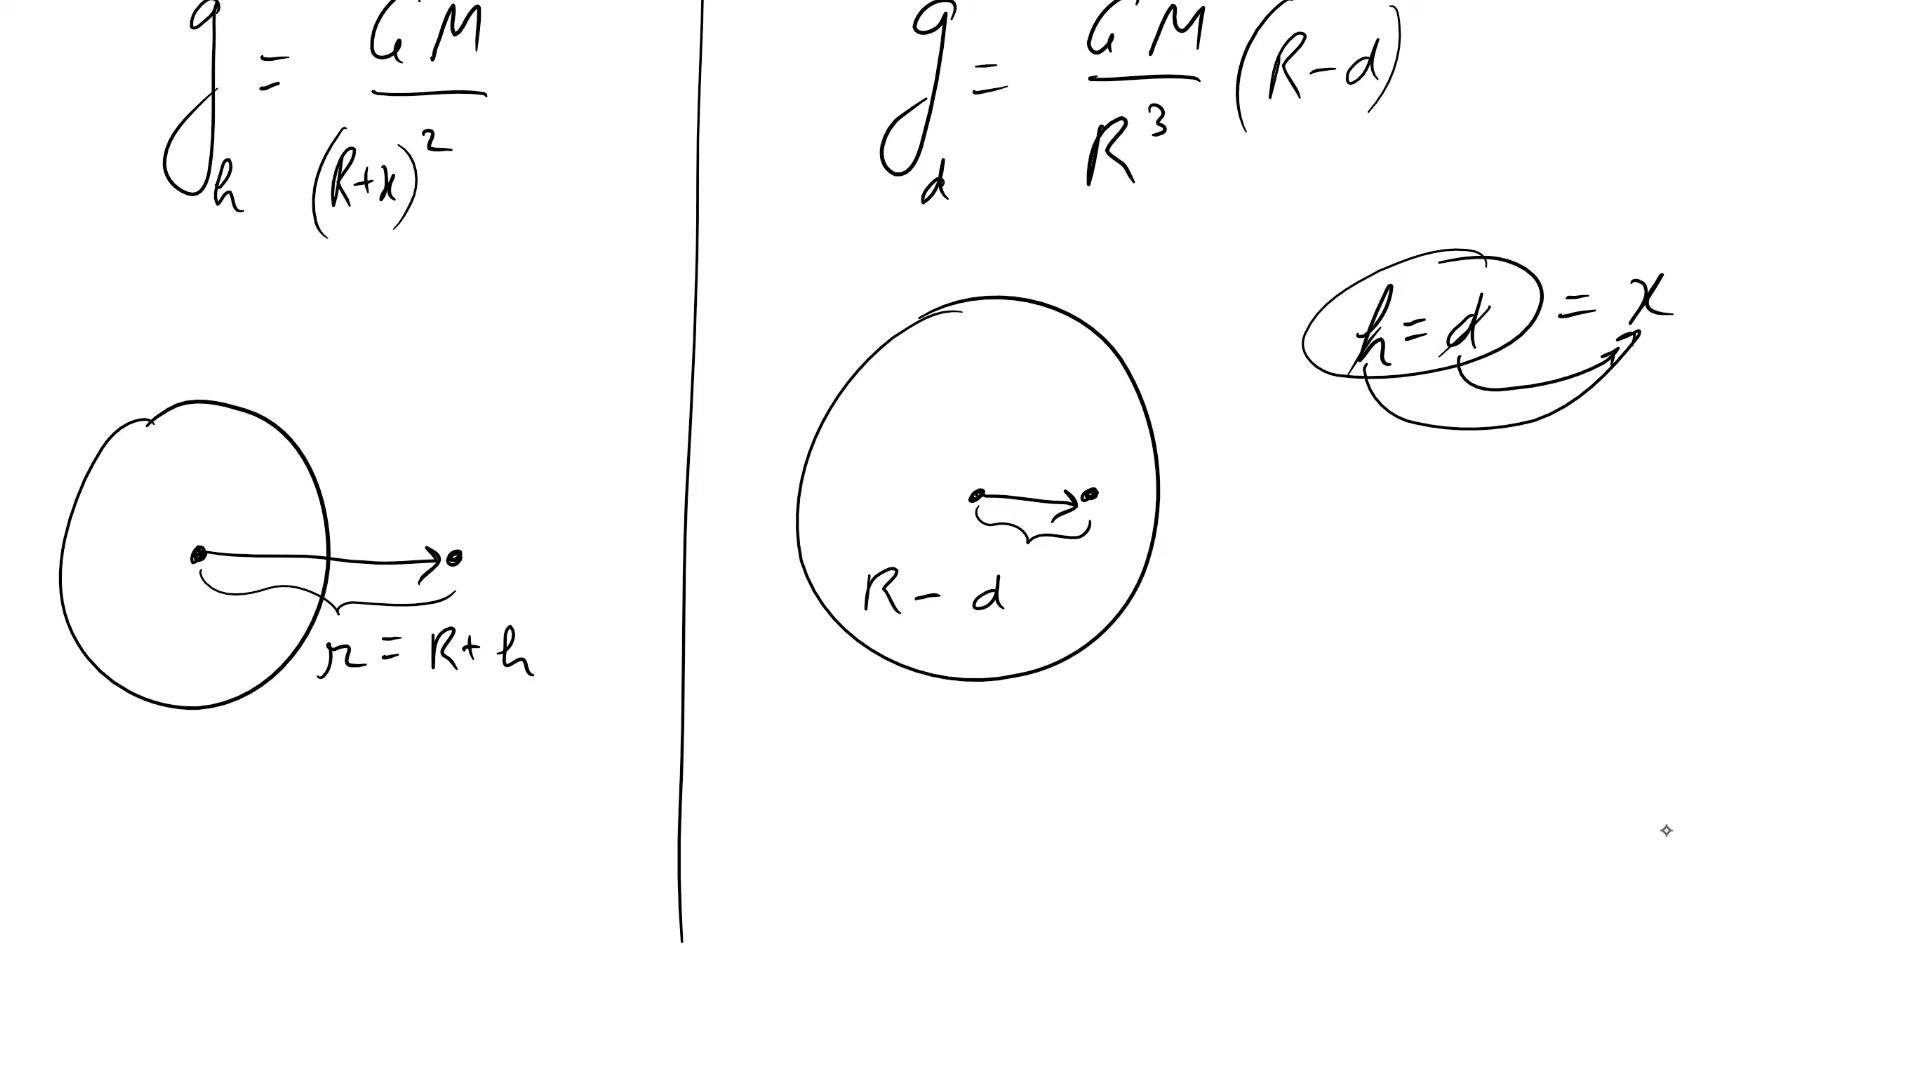 g_h = GM / (R+x)^2
g_d = GM / R^3 (R-d)
h = d = x
r = R+h
R - d